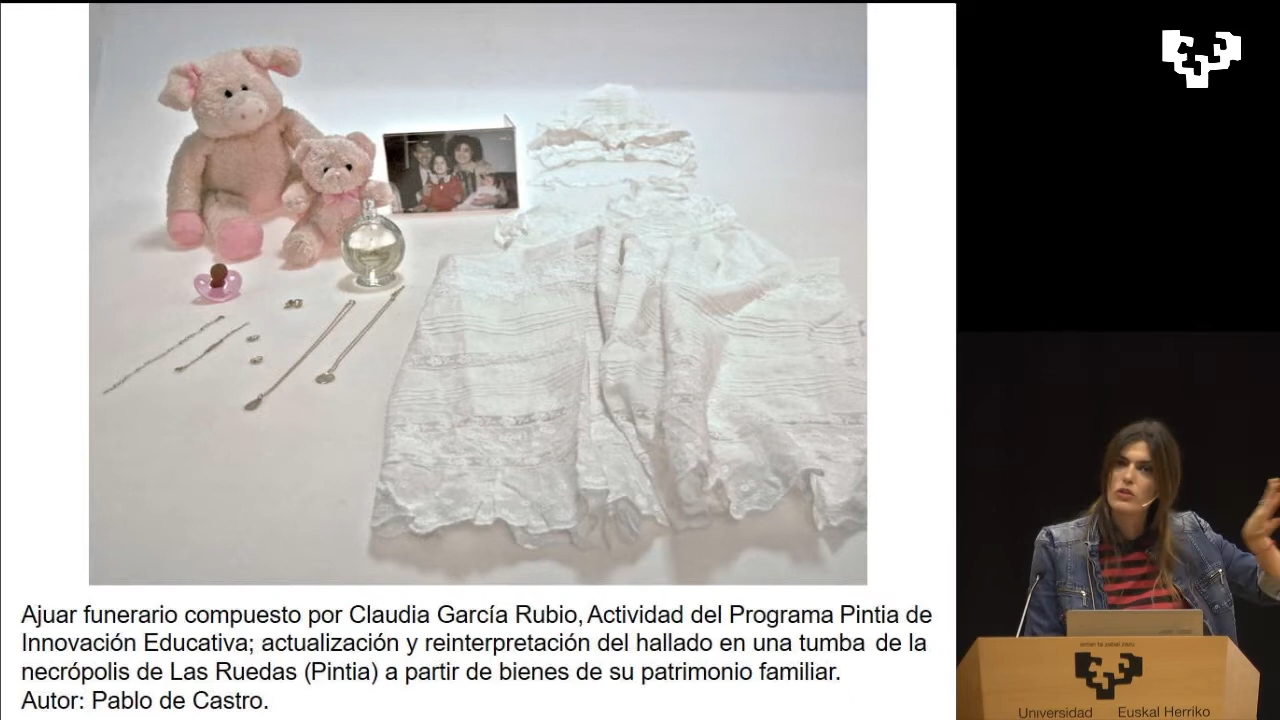 Ajuar funerario compuesto por Claudia García Rubio, Actividad del Programa Pintia de
Innovación Educativa; actualización y reinterpretación del hallado en una tumba de la
necrópolis de Las Ruedas (Pintia) a partir de bienes de su patrimonio familiar.
Autor: Pablo de Castro.
Universidad Euskal Herriko